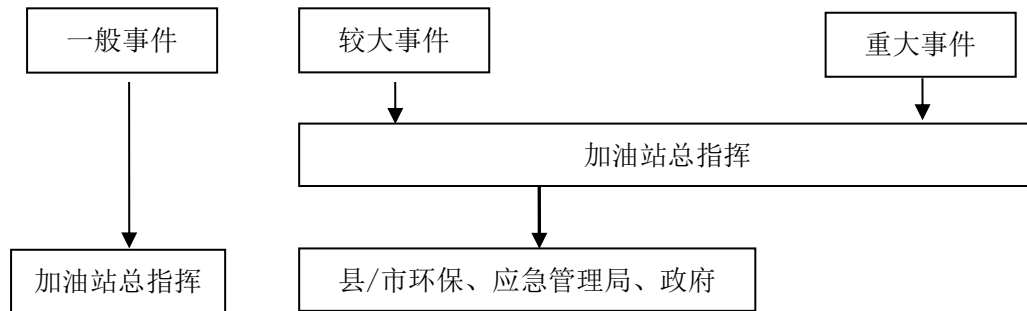 一般事件
较大事件
重大事件
加油站总指挥
加油站总指挥
县/市环保、应急管理局、政府